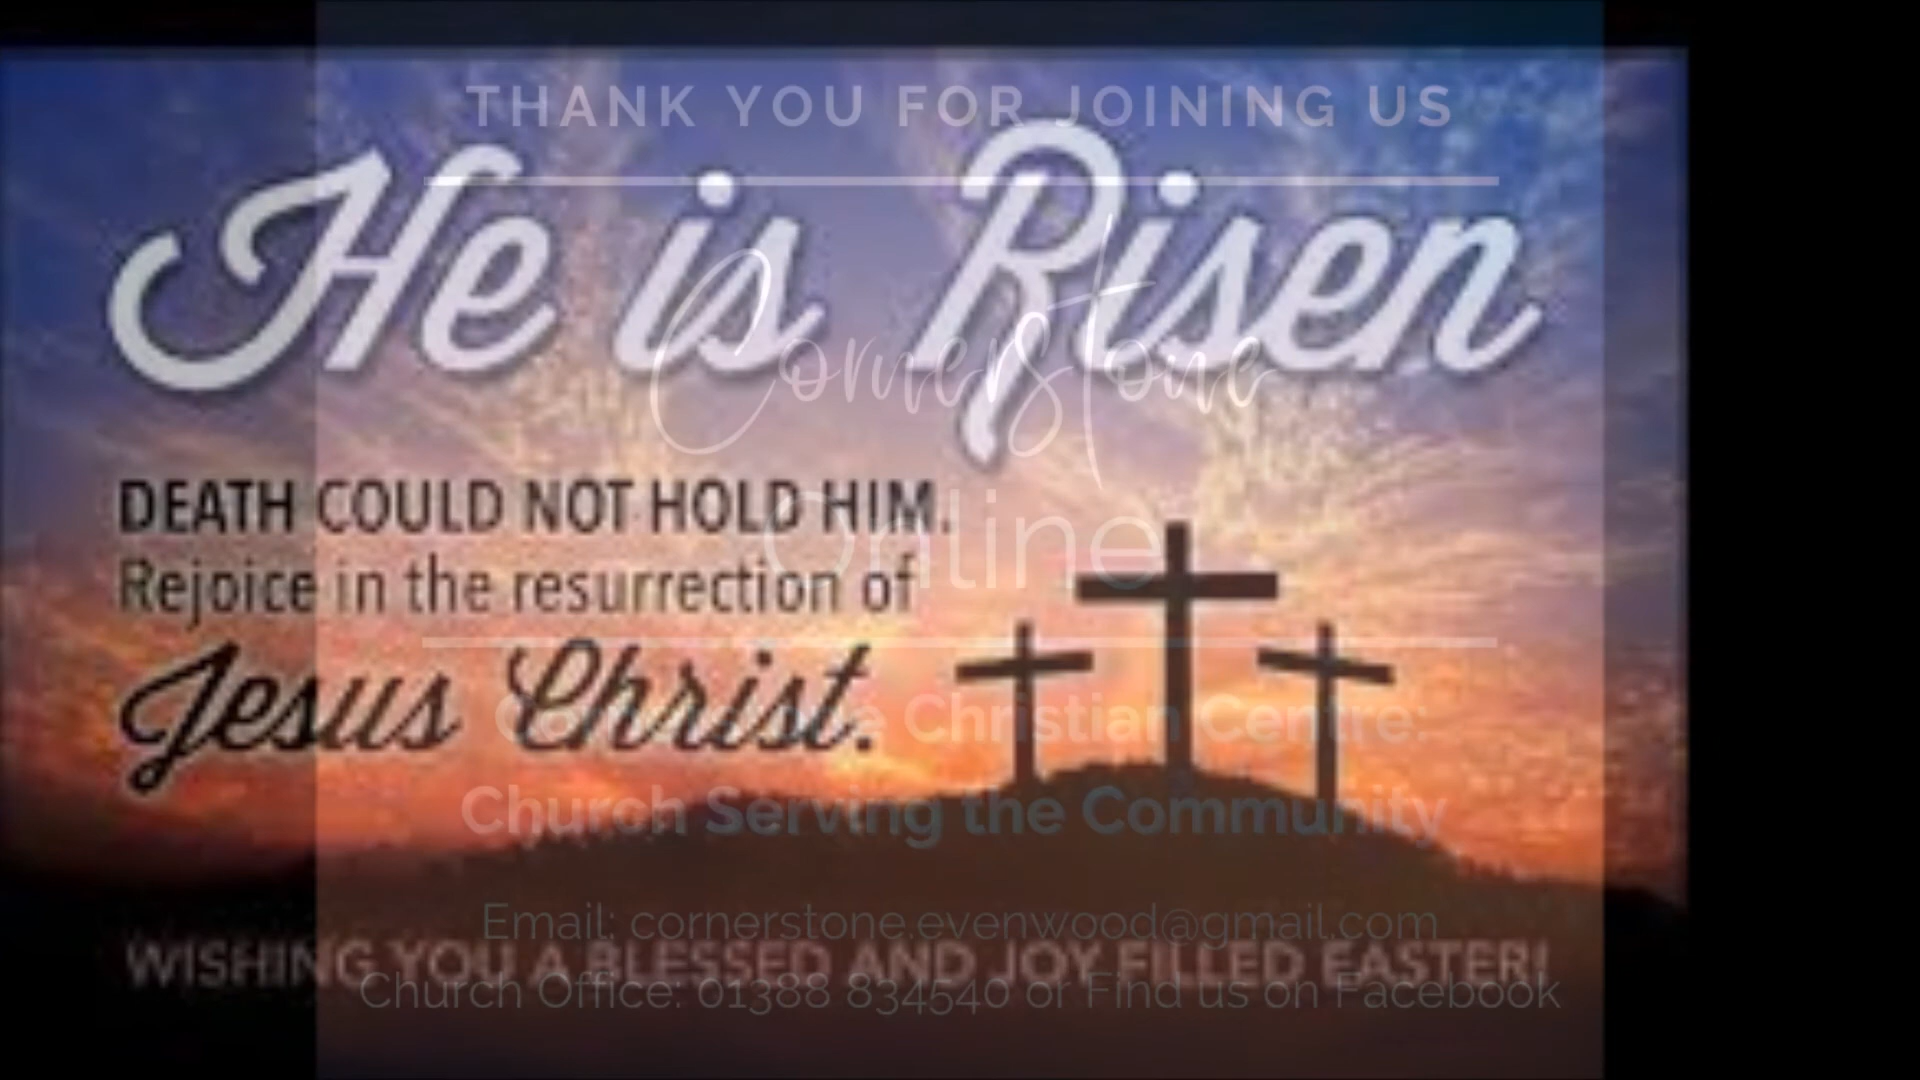 THANK YOU FOR JOINING US
He is Risen
Cornerstone
Online
DEATH COULD NOT HOLD HIM.
Rejoice in the resurrection of
Jesus Christ.
Cornerstone Christian Centre:
Church Serving the Community
Email: cornerstone.evenwood@gmail.com
WISHING YOU A BLESSED AND JOY FILLED EASTER!
Church Office: 01388 834540 or Find us on Facebook